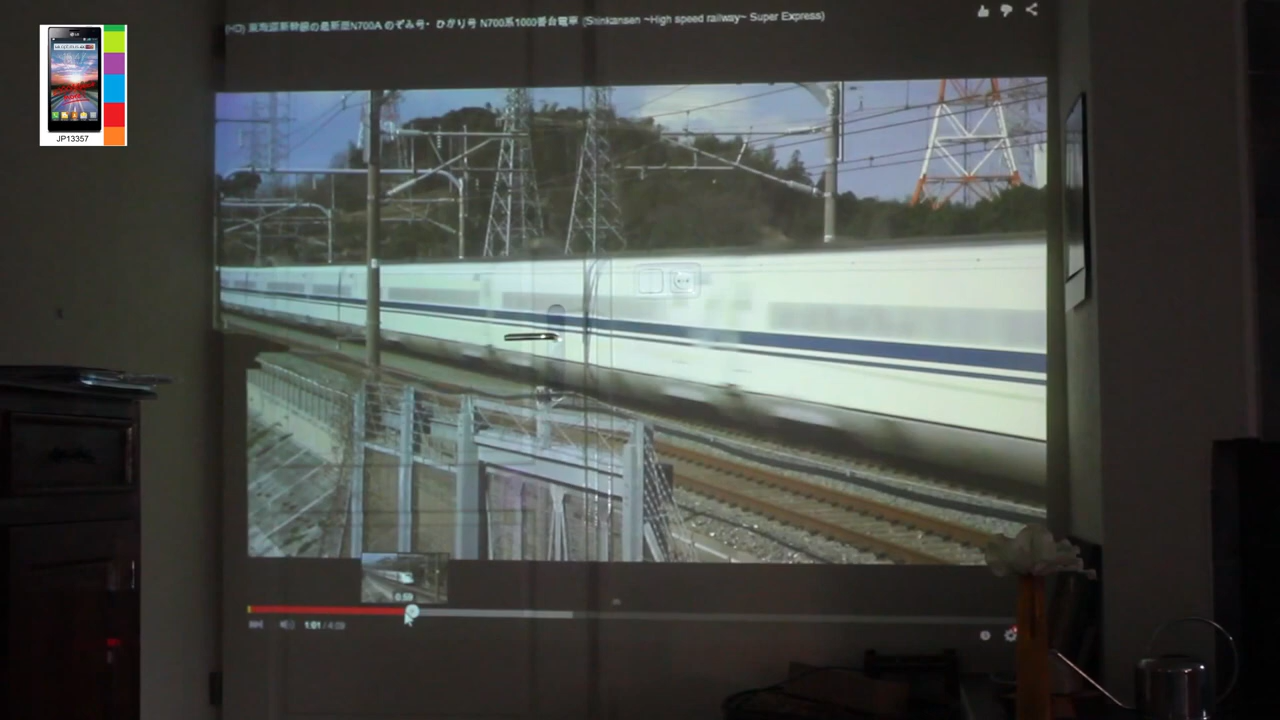 (HD) 東海道新幹線の最新型N700A のぞみ号・ひかり号 N700系1000番台電車 (Shinkansen ~High speed railway~ Super Express)
LG
JP13357
0:59
1:01 / 4:09